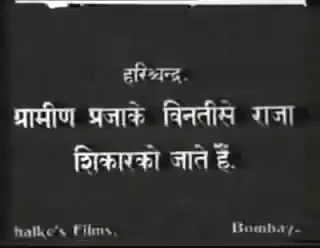 हरिश्चन्द्र.
ग्रामीण प्रजाके विनतीसे राजा
शिकारको जाते हैं.
halke's Films. Bombay.